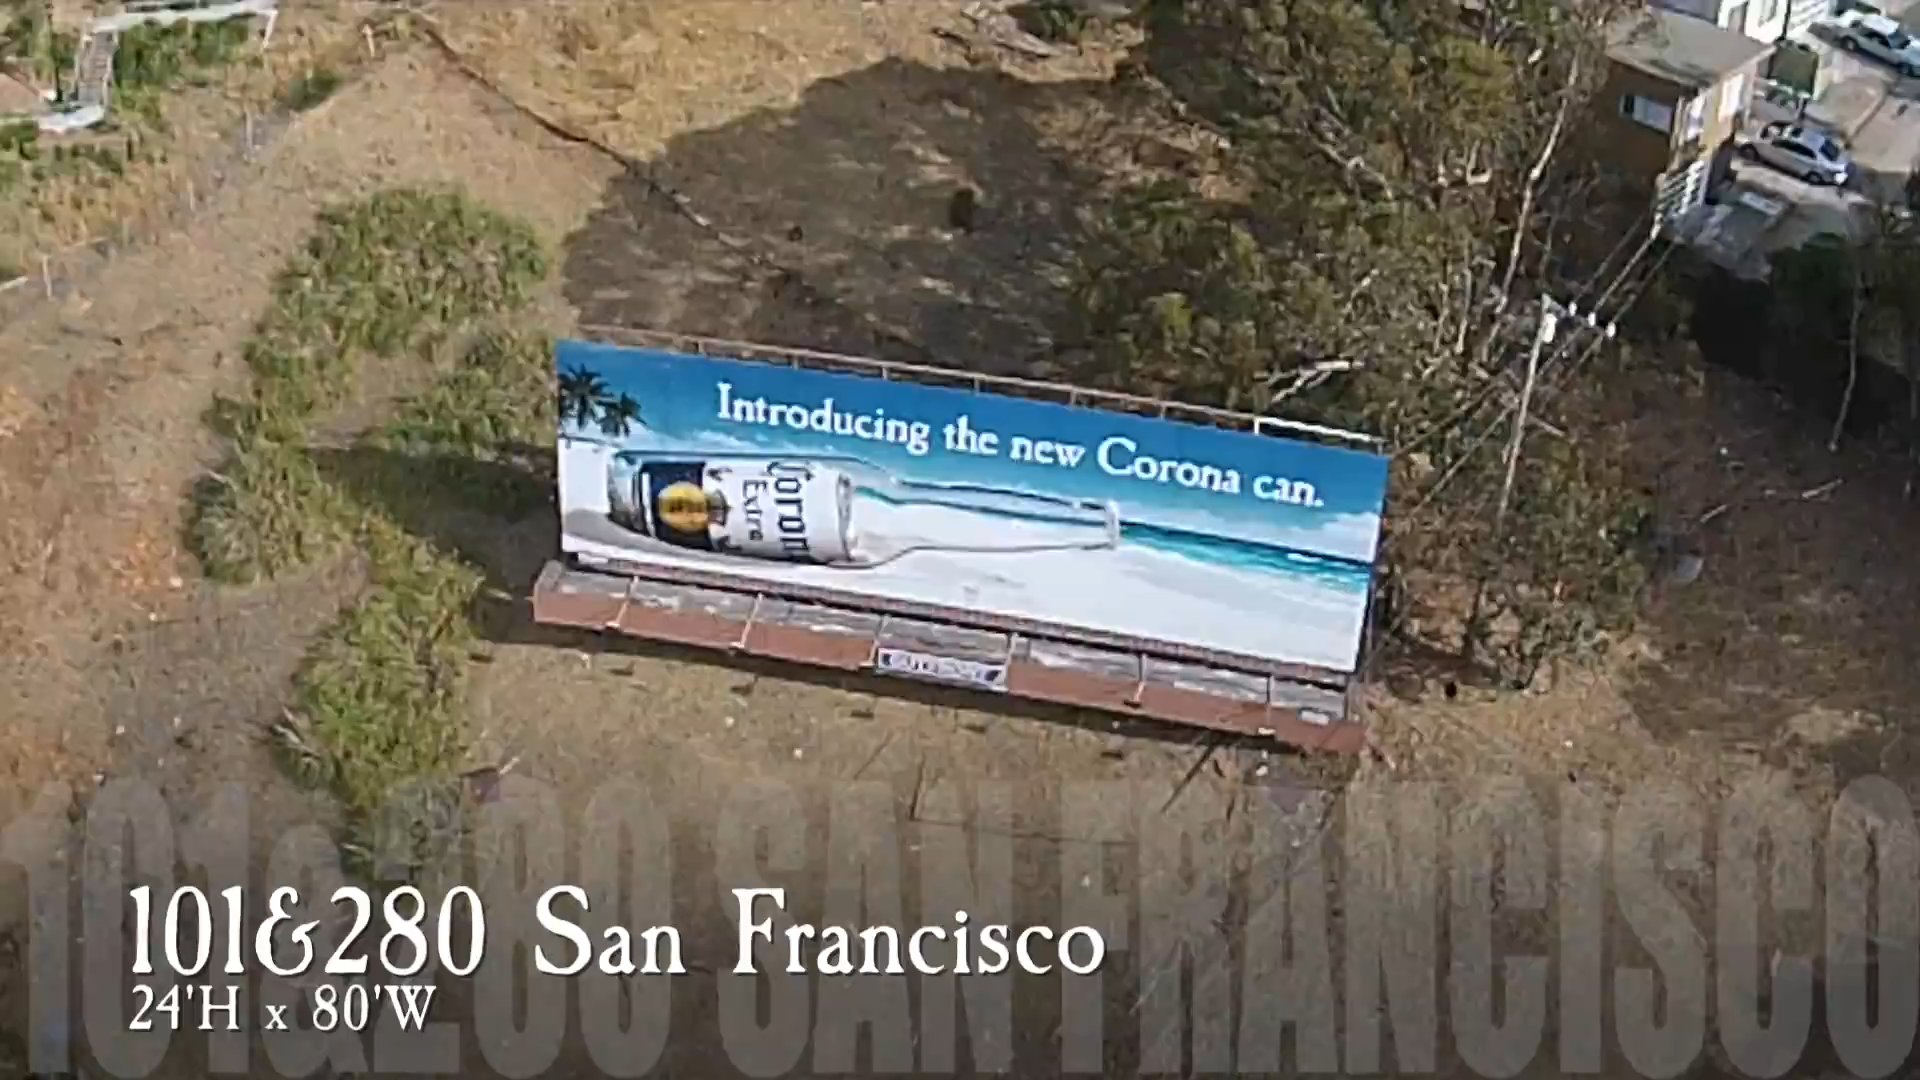 Introducing the new Corona can.
Corona
Extra
101&280 SAN FRANCISCO
101&280 San Francisco
24'H x 80'W